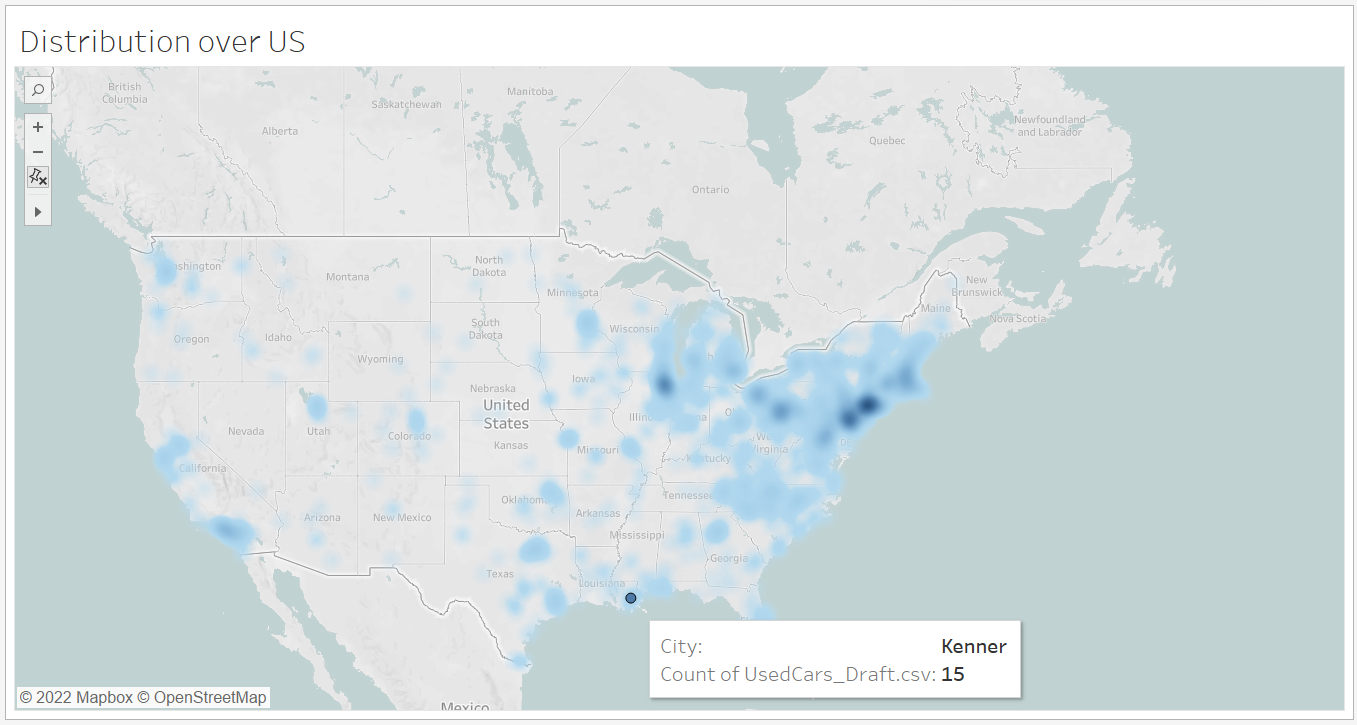 Distribution over US
British
Columbia
Alberta
Saskatchewan
Manitoba
Ontario
Quebec
Newfoundland
and Labrador
New
Brunswick
Nova Scotia
Maine
shington
Montana
North
Dakota
Minnesota
Oregon
Idaho
Wyoming
South
Dakota
Wisconsin
Nebraska
Iowa
United
States
Nevada
Utah
Colorado
Kansas
Missouri
Illin
Kentucky
Virginia
California
Arizona
New Mexico
Oklahom
Arkansas
Tennessee
Mississippi
Georgia
Texas
Louisiana
Mexico
City: Kenner
Count of UsedCars_Draft.csv: 15
© 2022 Mapbox © OpenStreetMap